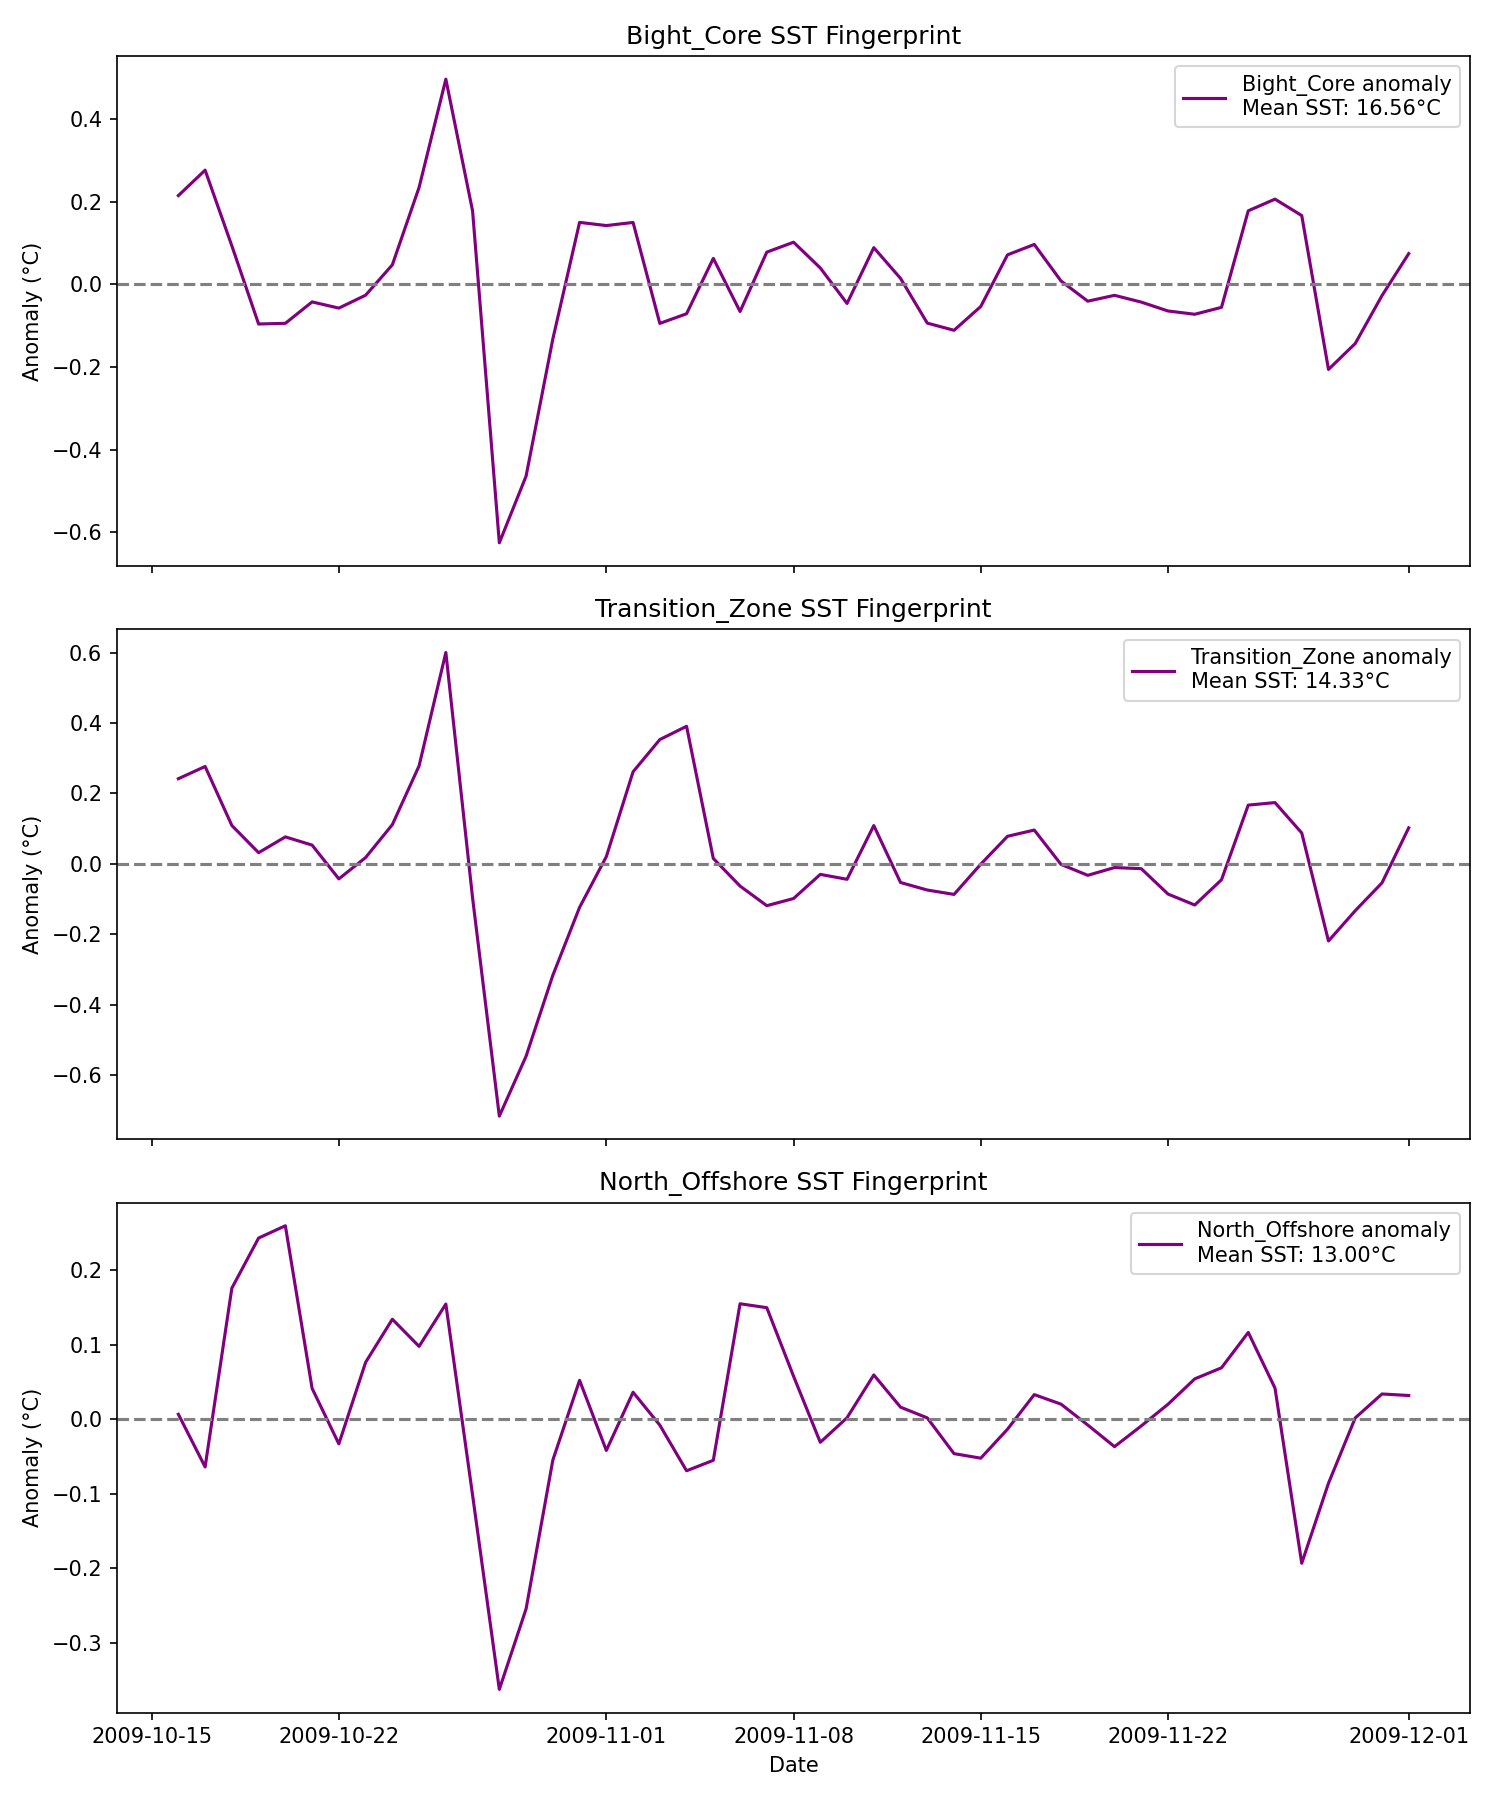 Bight_Core SST Fingerprint
Bight_Core anomaly
Mean SST: 16.56°C
Anomaly (°C)
0.4
0.2
0.0
−0.2
−0.4
−0.6
Transition_Zone SST Fingerprint
Transition_Zone anomaly
Mean SST: 14.33°C
Anomaly (°C)
0.6
0.4
0.2
0.0
−0.2
−0.4
−0.6
North_Offshore SST Fingerprint
North_Offshore anomaly
Mean SST: 13.00°C
Anomaly (°C)
0.2
0.1
0.0
−0.1
−0.2
−0.3
2009-10-15 2009-10-22 2009-11-01 2009-11-08 2009-11-15 2009-11-22 2009-12-01
Date